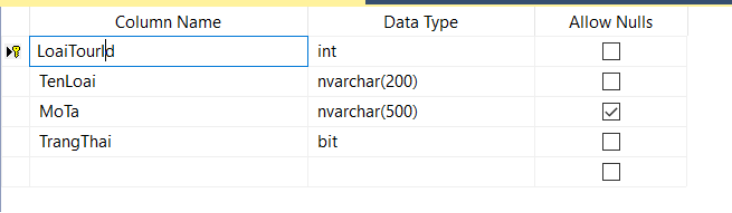 Column Name Data Type Allow Nulls
LoaiTourId int
TenLoai nvarchar(200)
MoTa nvarchar(500)
TrangThai bit